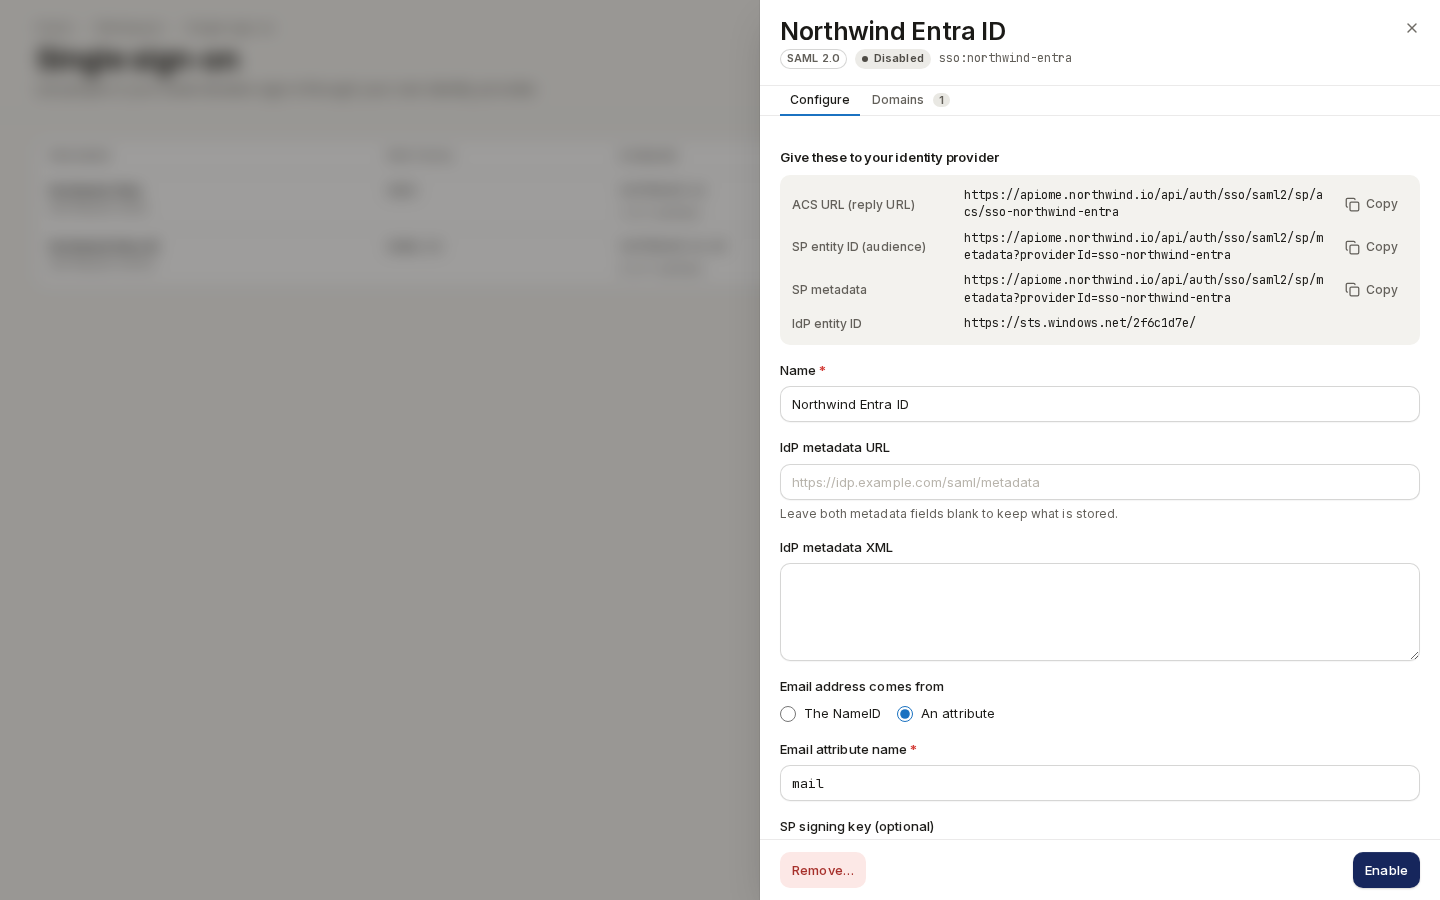 Single sign-on
Northwind Entra ID
SAML 2.0
Disabled
sso:northwind-entra
Configure
Domains 1
Give these to your identity provider
ACS URL (reply URL)
https://apiome.northwind.io/api/auth/sso/saml2/sp/a
cs/sso-northwind-entra
Copy
SP entity ID (audience)
https://apiome.northwind.io/api/auth/sso/saml2/sp/m
etadata?providerId=sso-northwind-entra
Copy
SP metadata
https://apiome.northwind.io/api/auth/sso/saml2/sp/m
etadata?providerId=sso-northwind-entra
Copy
IdP entity ID
https://sts.windows.net/2f6c1d7e/
Name *
Northwind Entra ID
IdP metadata URL
https://idp.example.com/saml/metadata
Leave both metadata fields blank to keep what is stored.
IdP metadata XML
Email address comes from
The NameID
An attribute
Email attribute name *
mail
SP signing key (optional)
Remove...
Enable